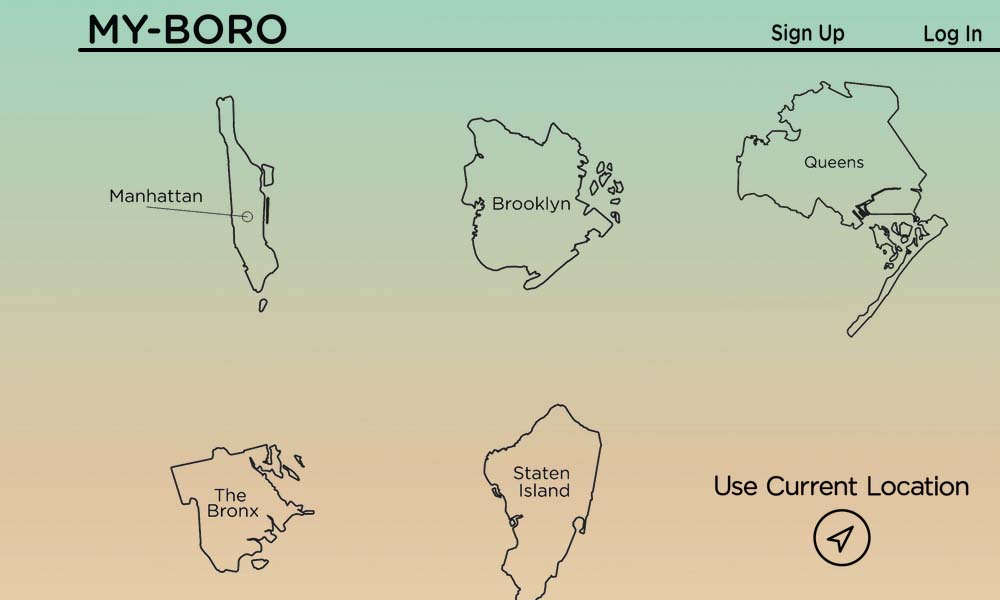 MY-BORO
Sign Up
Log In
Manhattan
Brooklyn
Queens
The
Bronx
Staten
Island
Use Current Location